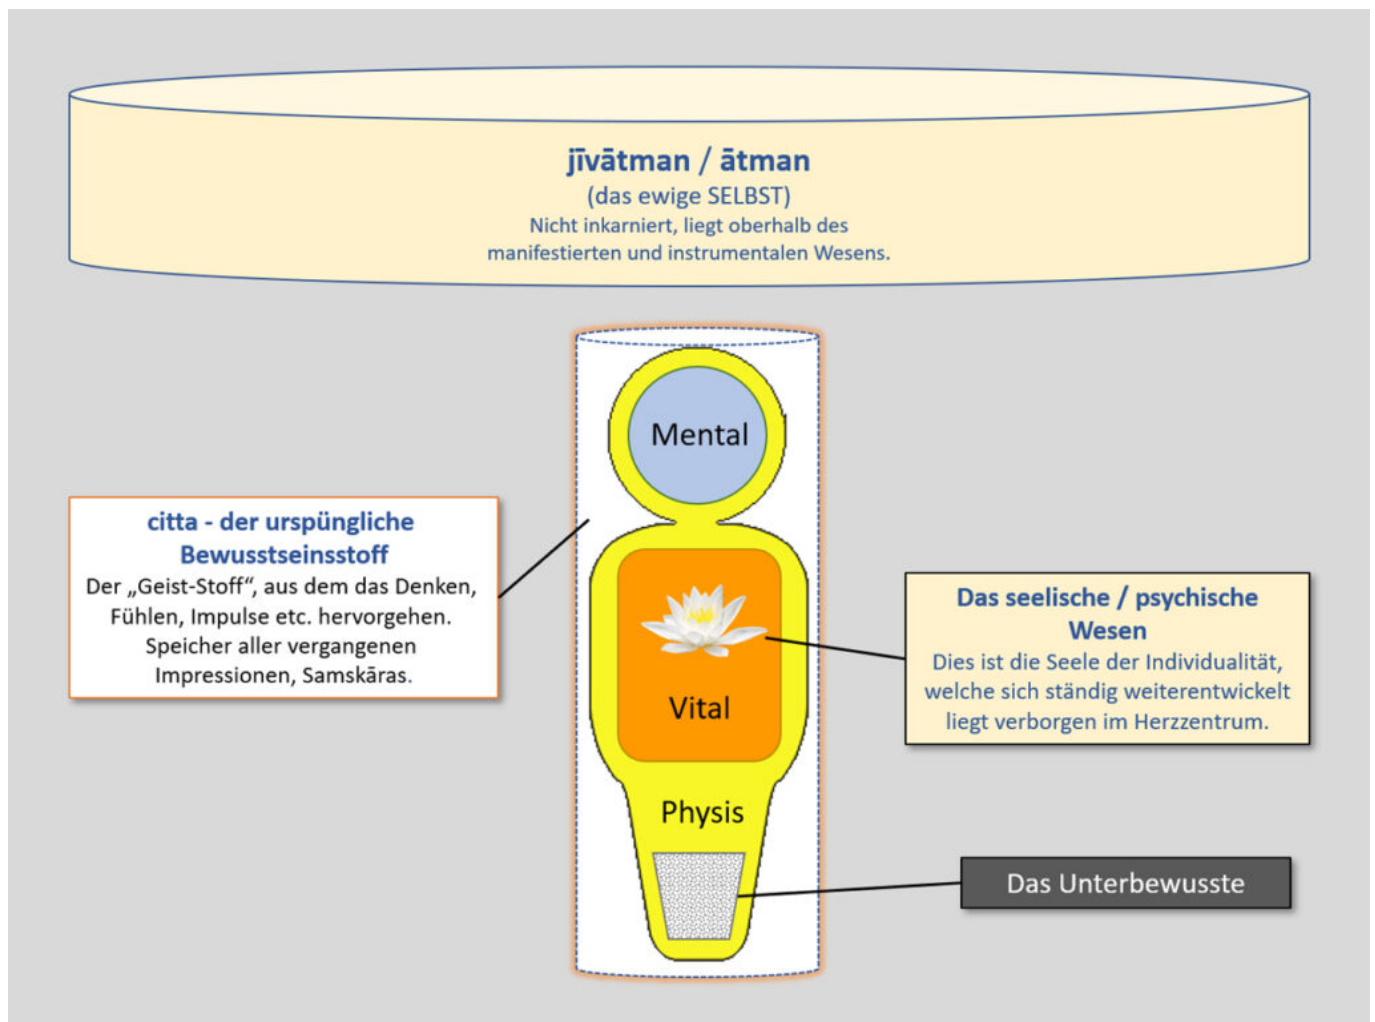 jīvātman / ātman
(das ewige SELBST)
Nicht inkarniert, liegt oberhalb des
manifestierten und instrumentalen Wesens.
Mental
citta - der urspüngliche
Bewusstseinsstoff
Der „Geist-Stoff“, aus dem das Denken,
Fühlen, Impulse etc. hervorgehen.
Speicher aller vergangenen
Impressionen, Samskāras.
Das seelische / psychische
Wesen
Dies ist die Seele der Individualität,
welche sich ständig weiterentwickelt
liegt verborgen im Herzzentrum.
Vital
Physis
Das Unterbewusste